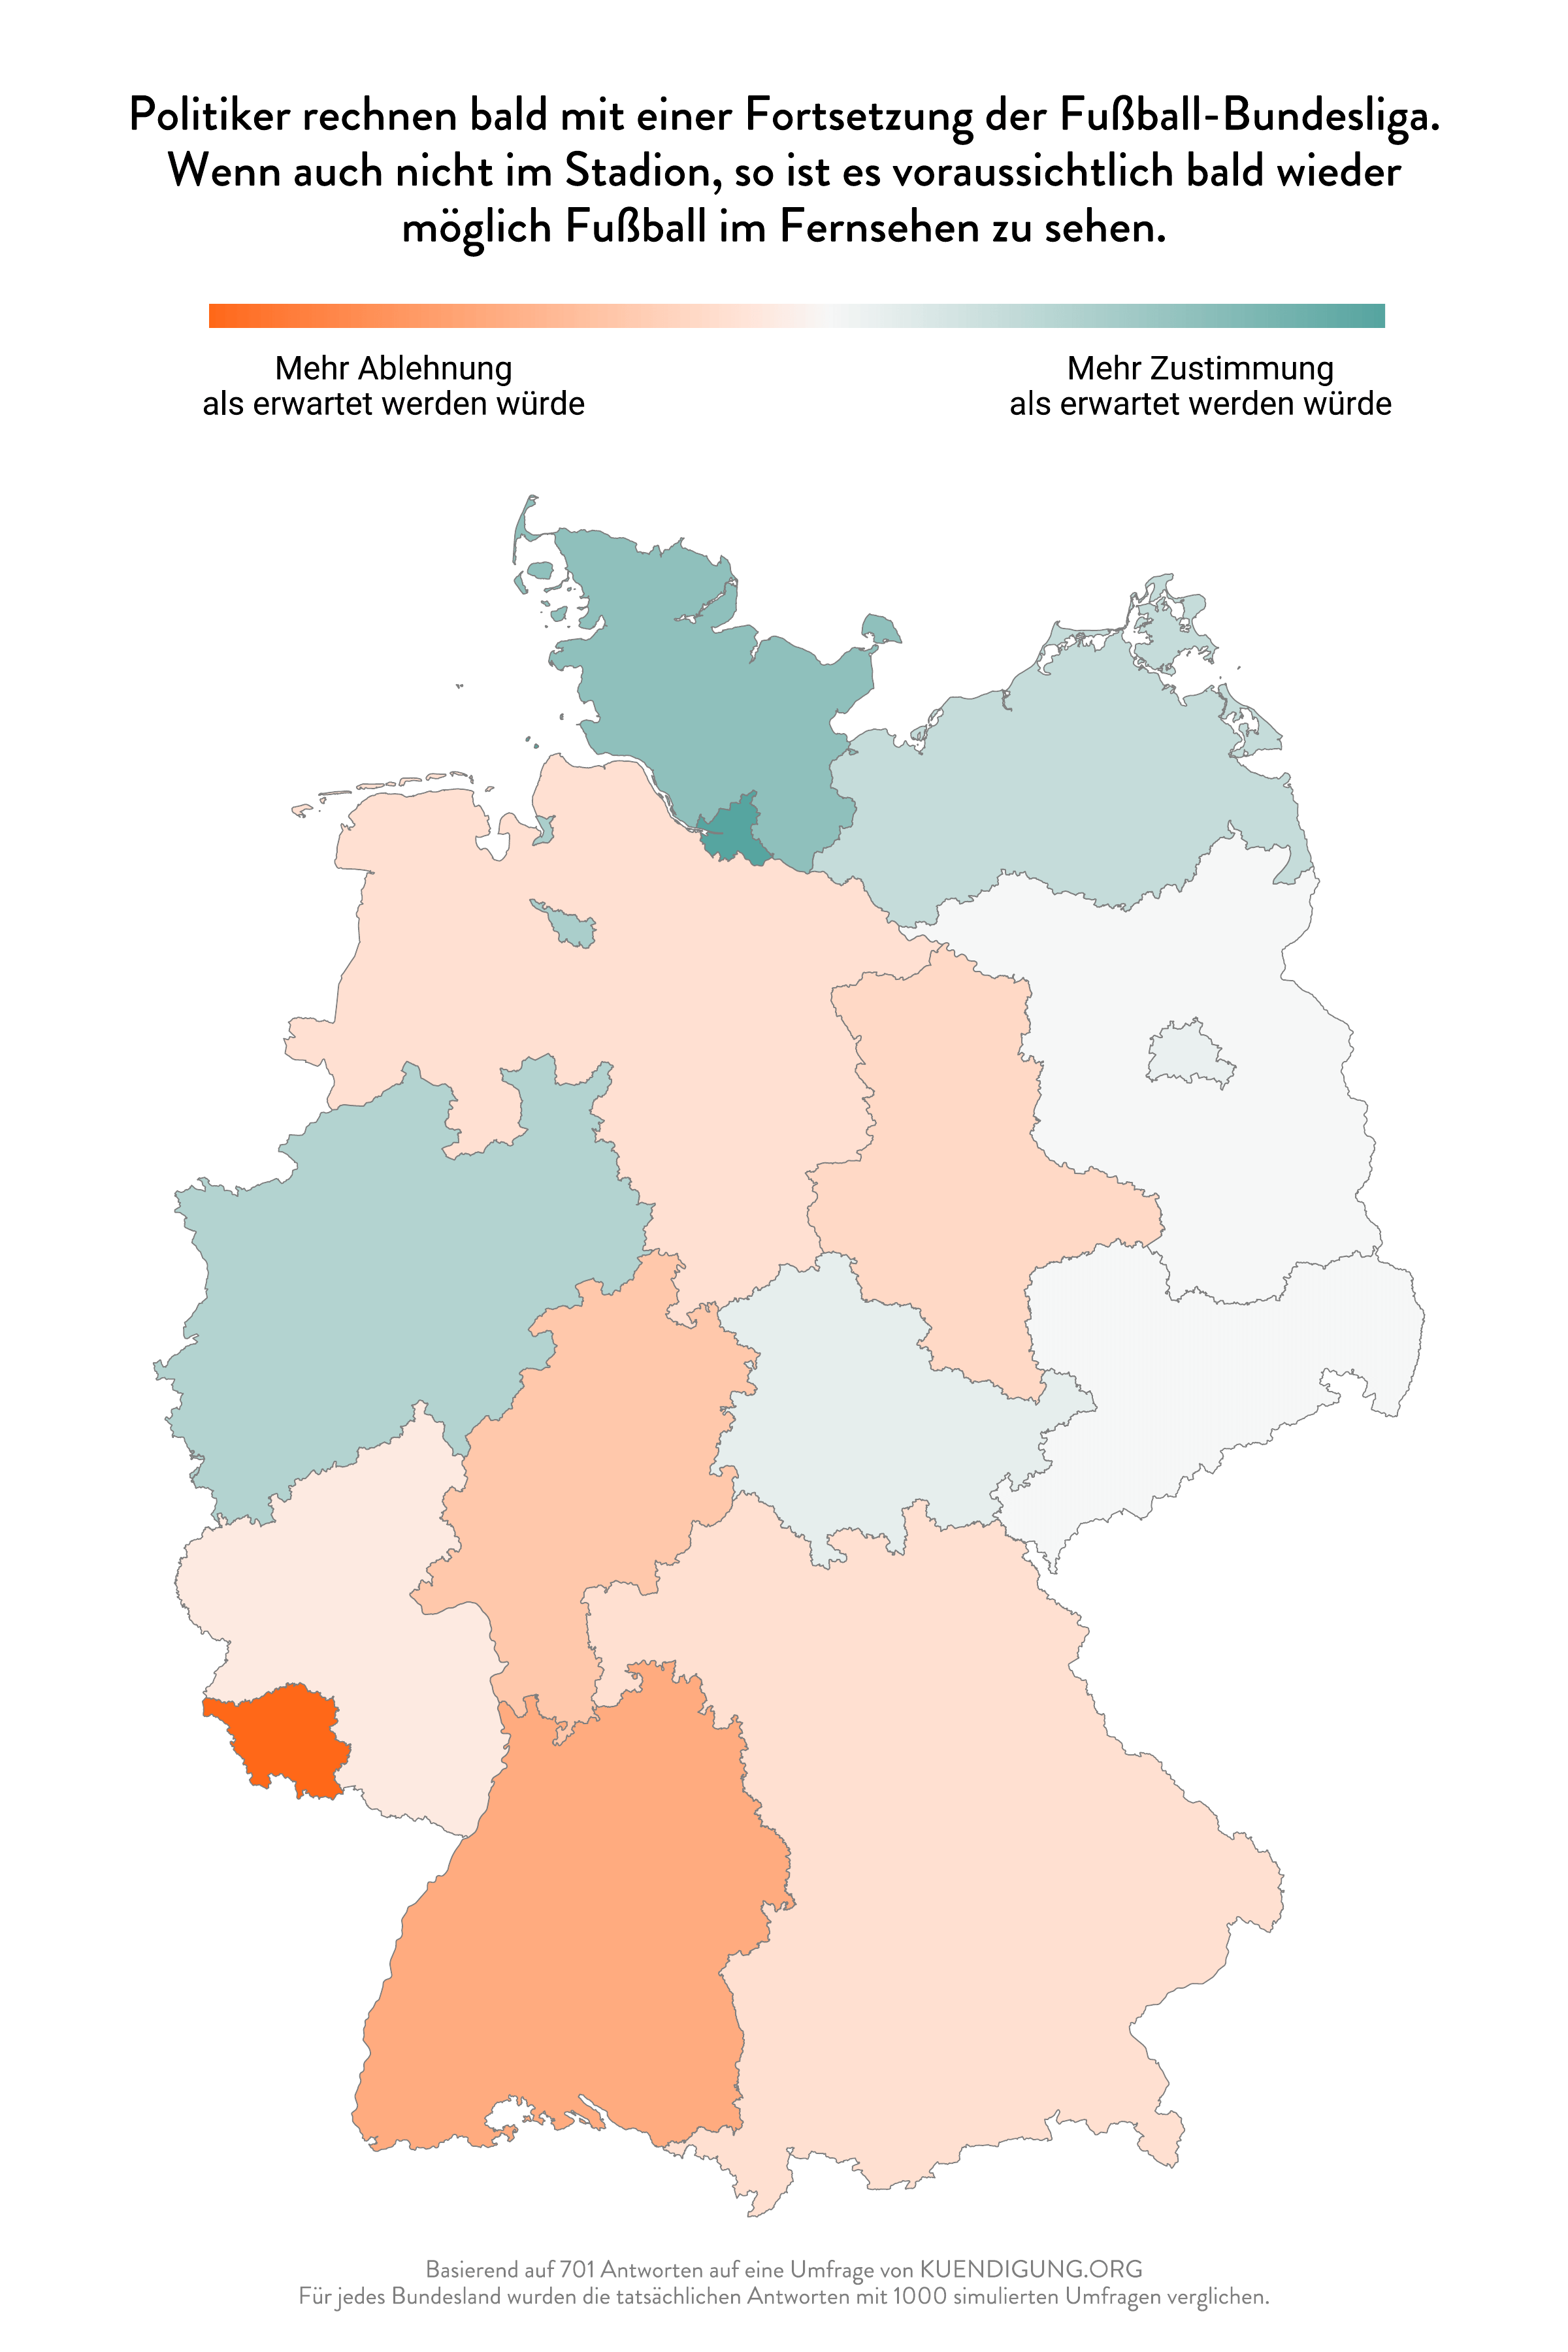 Politiker rechnen bald mit einer Fortsetzung der Fußball-Bundesliga.
Wenn auch nicht im Stadion, so ist es voraussichtlich bald wieder
möglich Fußball im Fernsehen zu sehen.
Mehr Ablehnung
als erwartet werden würde
Mehr Zustimmung
als erwartet werden würde
Basierend auf 701 Antworten auf eine Umfrage von KUENDIGUNG.ORG
Für jedes Bundesland wurden die tatsächlichen Antworten mit 1000 simulierten Umfragen verglichen.